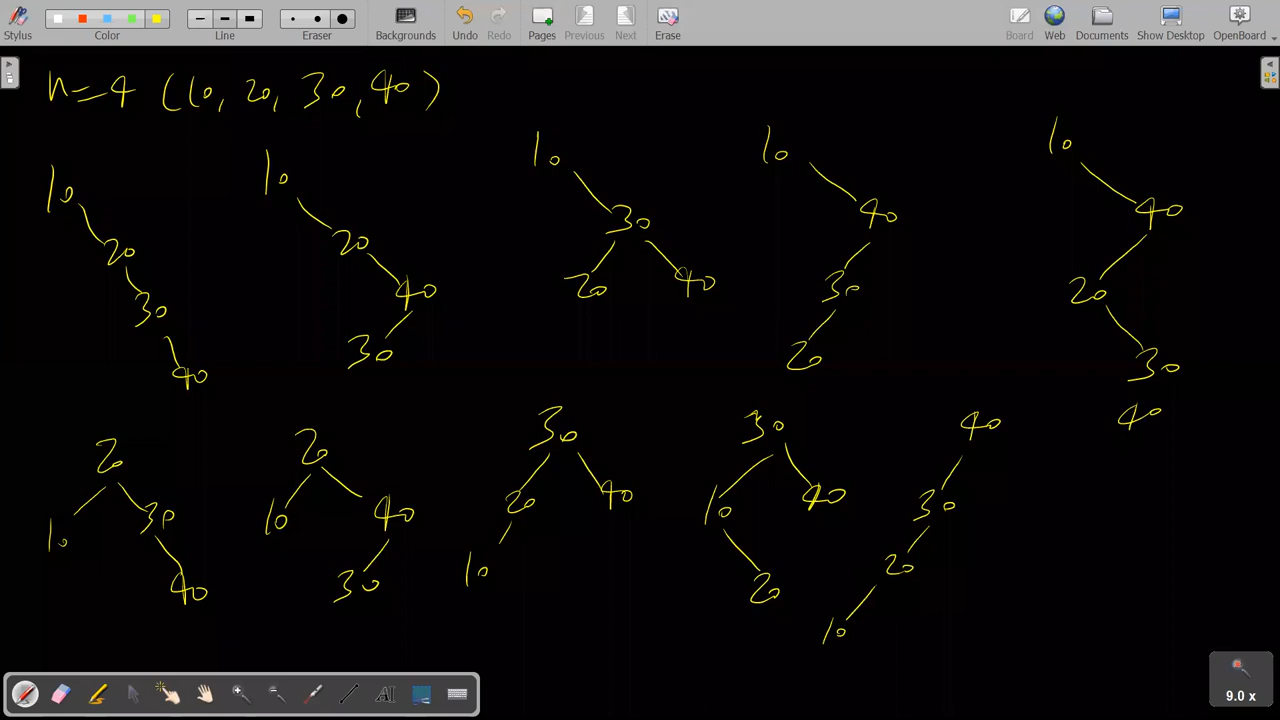 Stylus Color Line Eraser Backgrounds Undo Redo Pages Previous Next Erase Board Web Documents Show Desktop OpenBoard
n=4 (10, 20, 30, 40)
10 10 10 10 10
20 20 30 40 40
30 40 20 40 30 20
40 30 20 30
20 20 30 30 40 40
10 30 10 40 20 40 10 40 30
40 30 10 20 20
10
9.0 x